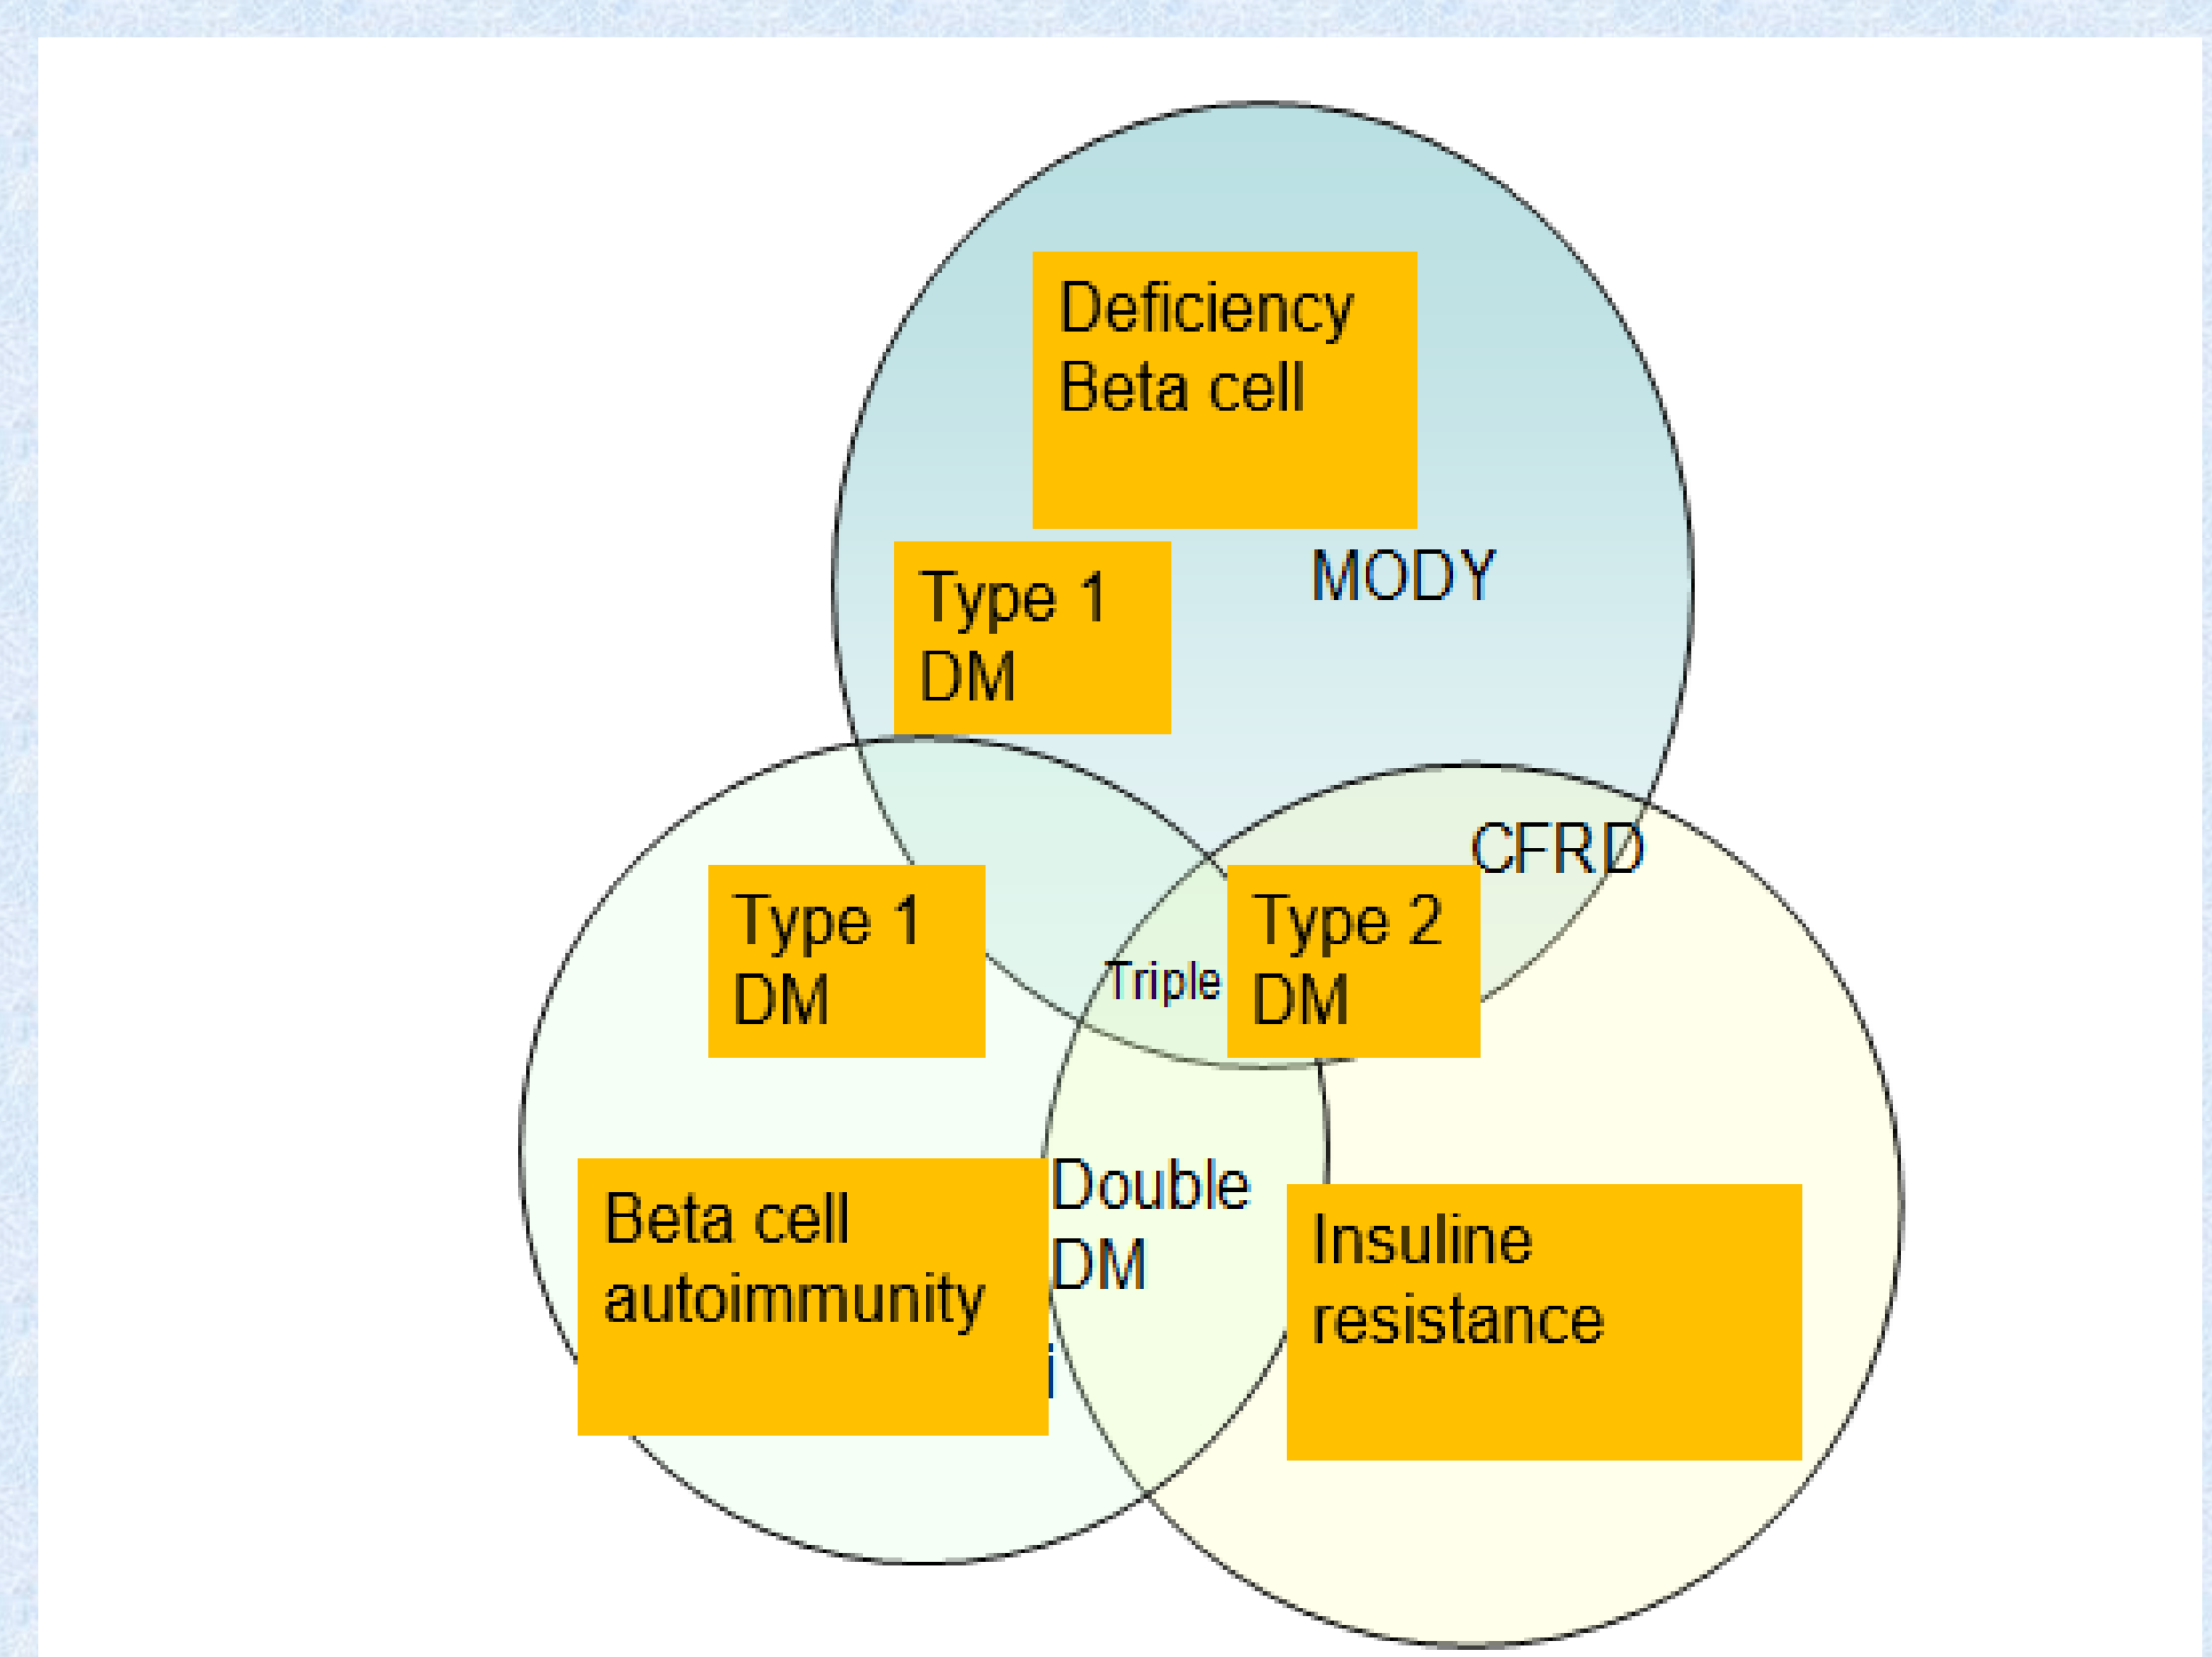 Deficiency
Beta cell
MODY
Type 1
DM
CFRD
Type 1
DM
Triple
Type 2
DM
Double
DM
Beta cell
autoimmunity
i
Insuline
resistance